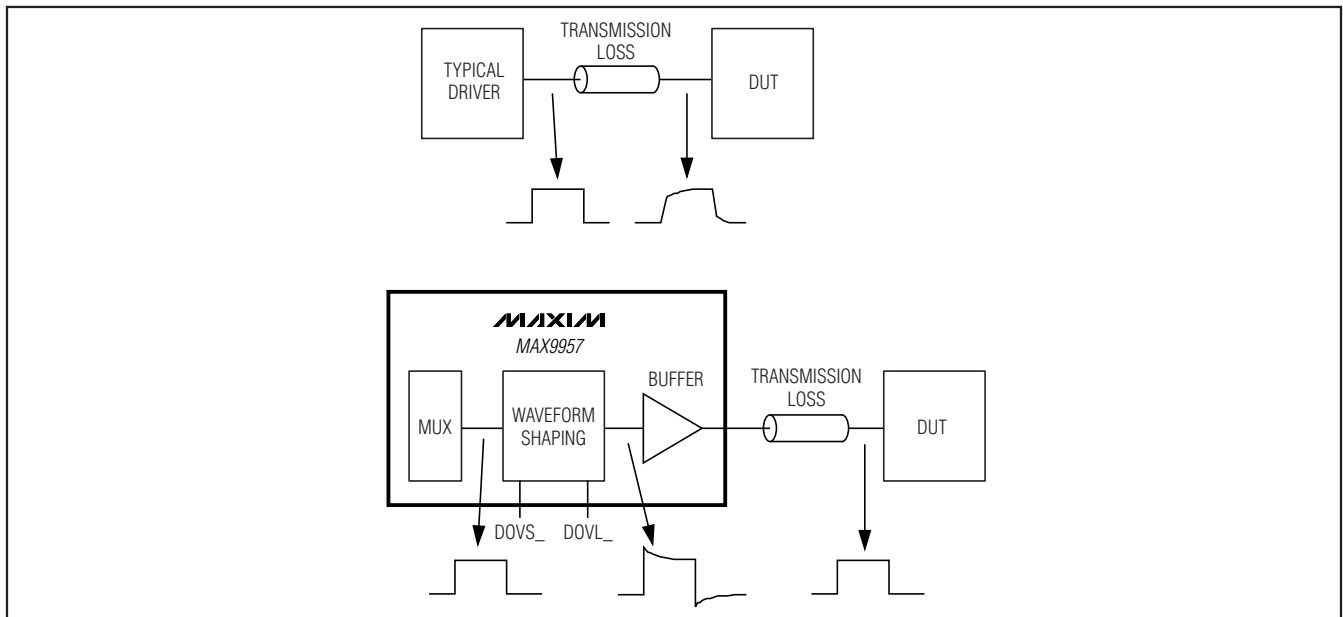 TRANSMISSION
LOSS
TYPICAL
DRIVER
DUT
MAXIM
MAX9957
BUFFER
TRANSMISSION
LOSS
MUX
WAVEFORM
SHAPING
DUT
DOVS_ DOVL_